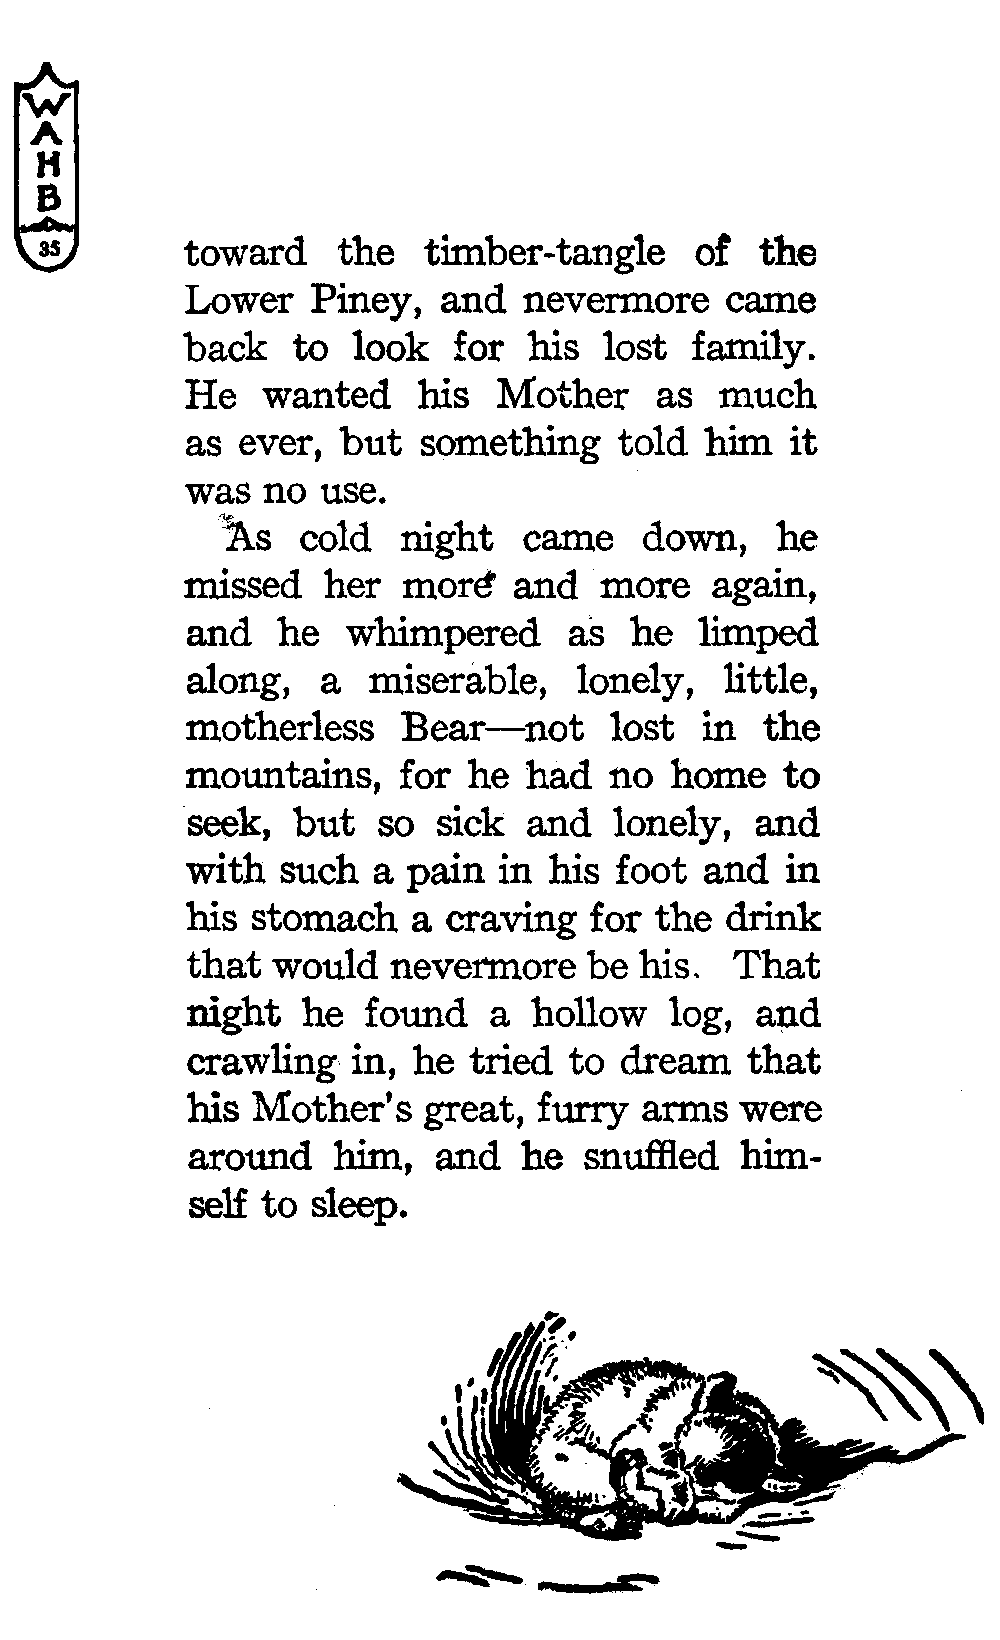 WAHB
35
toward the timber-tangle of the
Lower Piney, and nevermore came
back to look for his lost family.
He wanted his Mother as much
as ever, but something told him it
was no use.
As cold night came down, he
missed her more and more again,
and he whimpered as he limped
along, a miserable, lonely, little,
motherless Bear—not lost in the
mountains, for he had no home to
seek, but so sick and lonely, and
with such a pain in his foot and in
his stomach a craving for the drink
that would nevermore be his. That
night he found a hollow log, and
crawling in, he tried to dream that
his Mother's great, furry arms were
around him, and he snuffled him-
self to sleep.